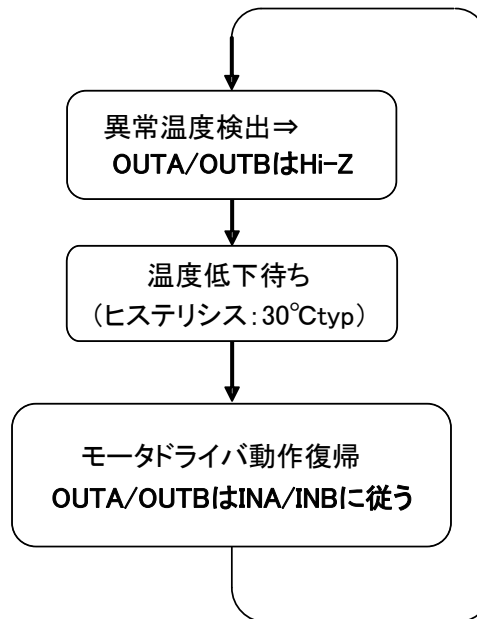 異常温度検出⇒
OUTA/OUTBはHi-Z
温度低下待ち
（ヒステリシス：30℃typ）
モータドライバ動作復帰
OUTA/OUTBはINA/INBに従う